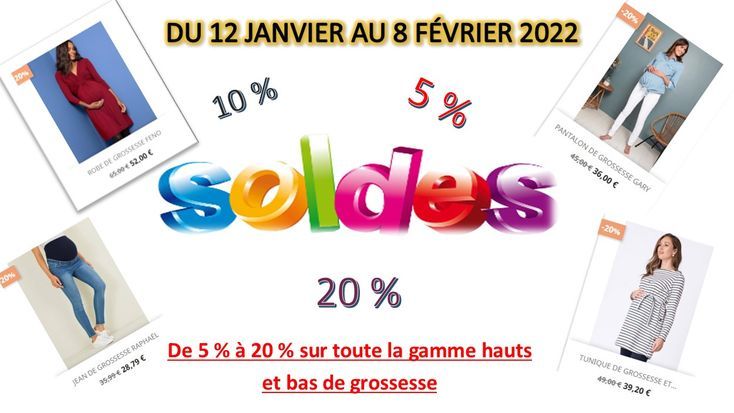 DU 12 JANVIER AU 8 FÉVRIER 2022
20%
ROBE DE GROSSESSE FEND
65,00 € 52,00 €
10 %
5 %
-20%
PANTALON DE GROSSESSE GARY
45,00 € 36,00 €
soldes
20%
JEAN DE GROSSESSE RAPHAEL
35,99 € 28,79 €
20 %
-20%
TUNIQUE DE GROSSESSE ET...
49,00 € 39,20 €
De 5 % à 20 % sur toute la gamme hauts
et bas de grossesse